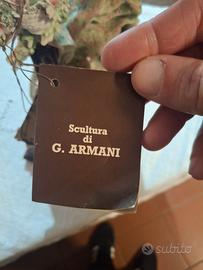 Scultura
di
G. ARMANI
subito